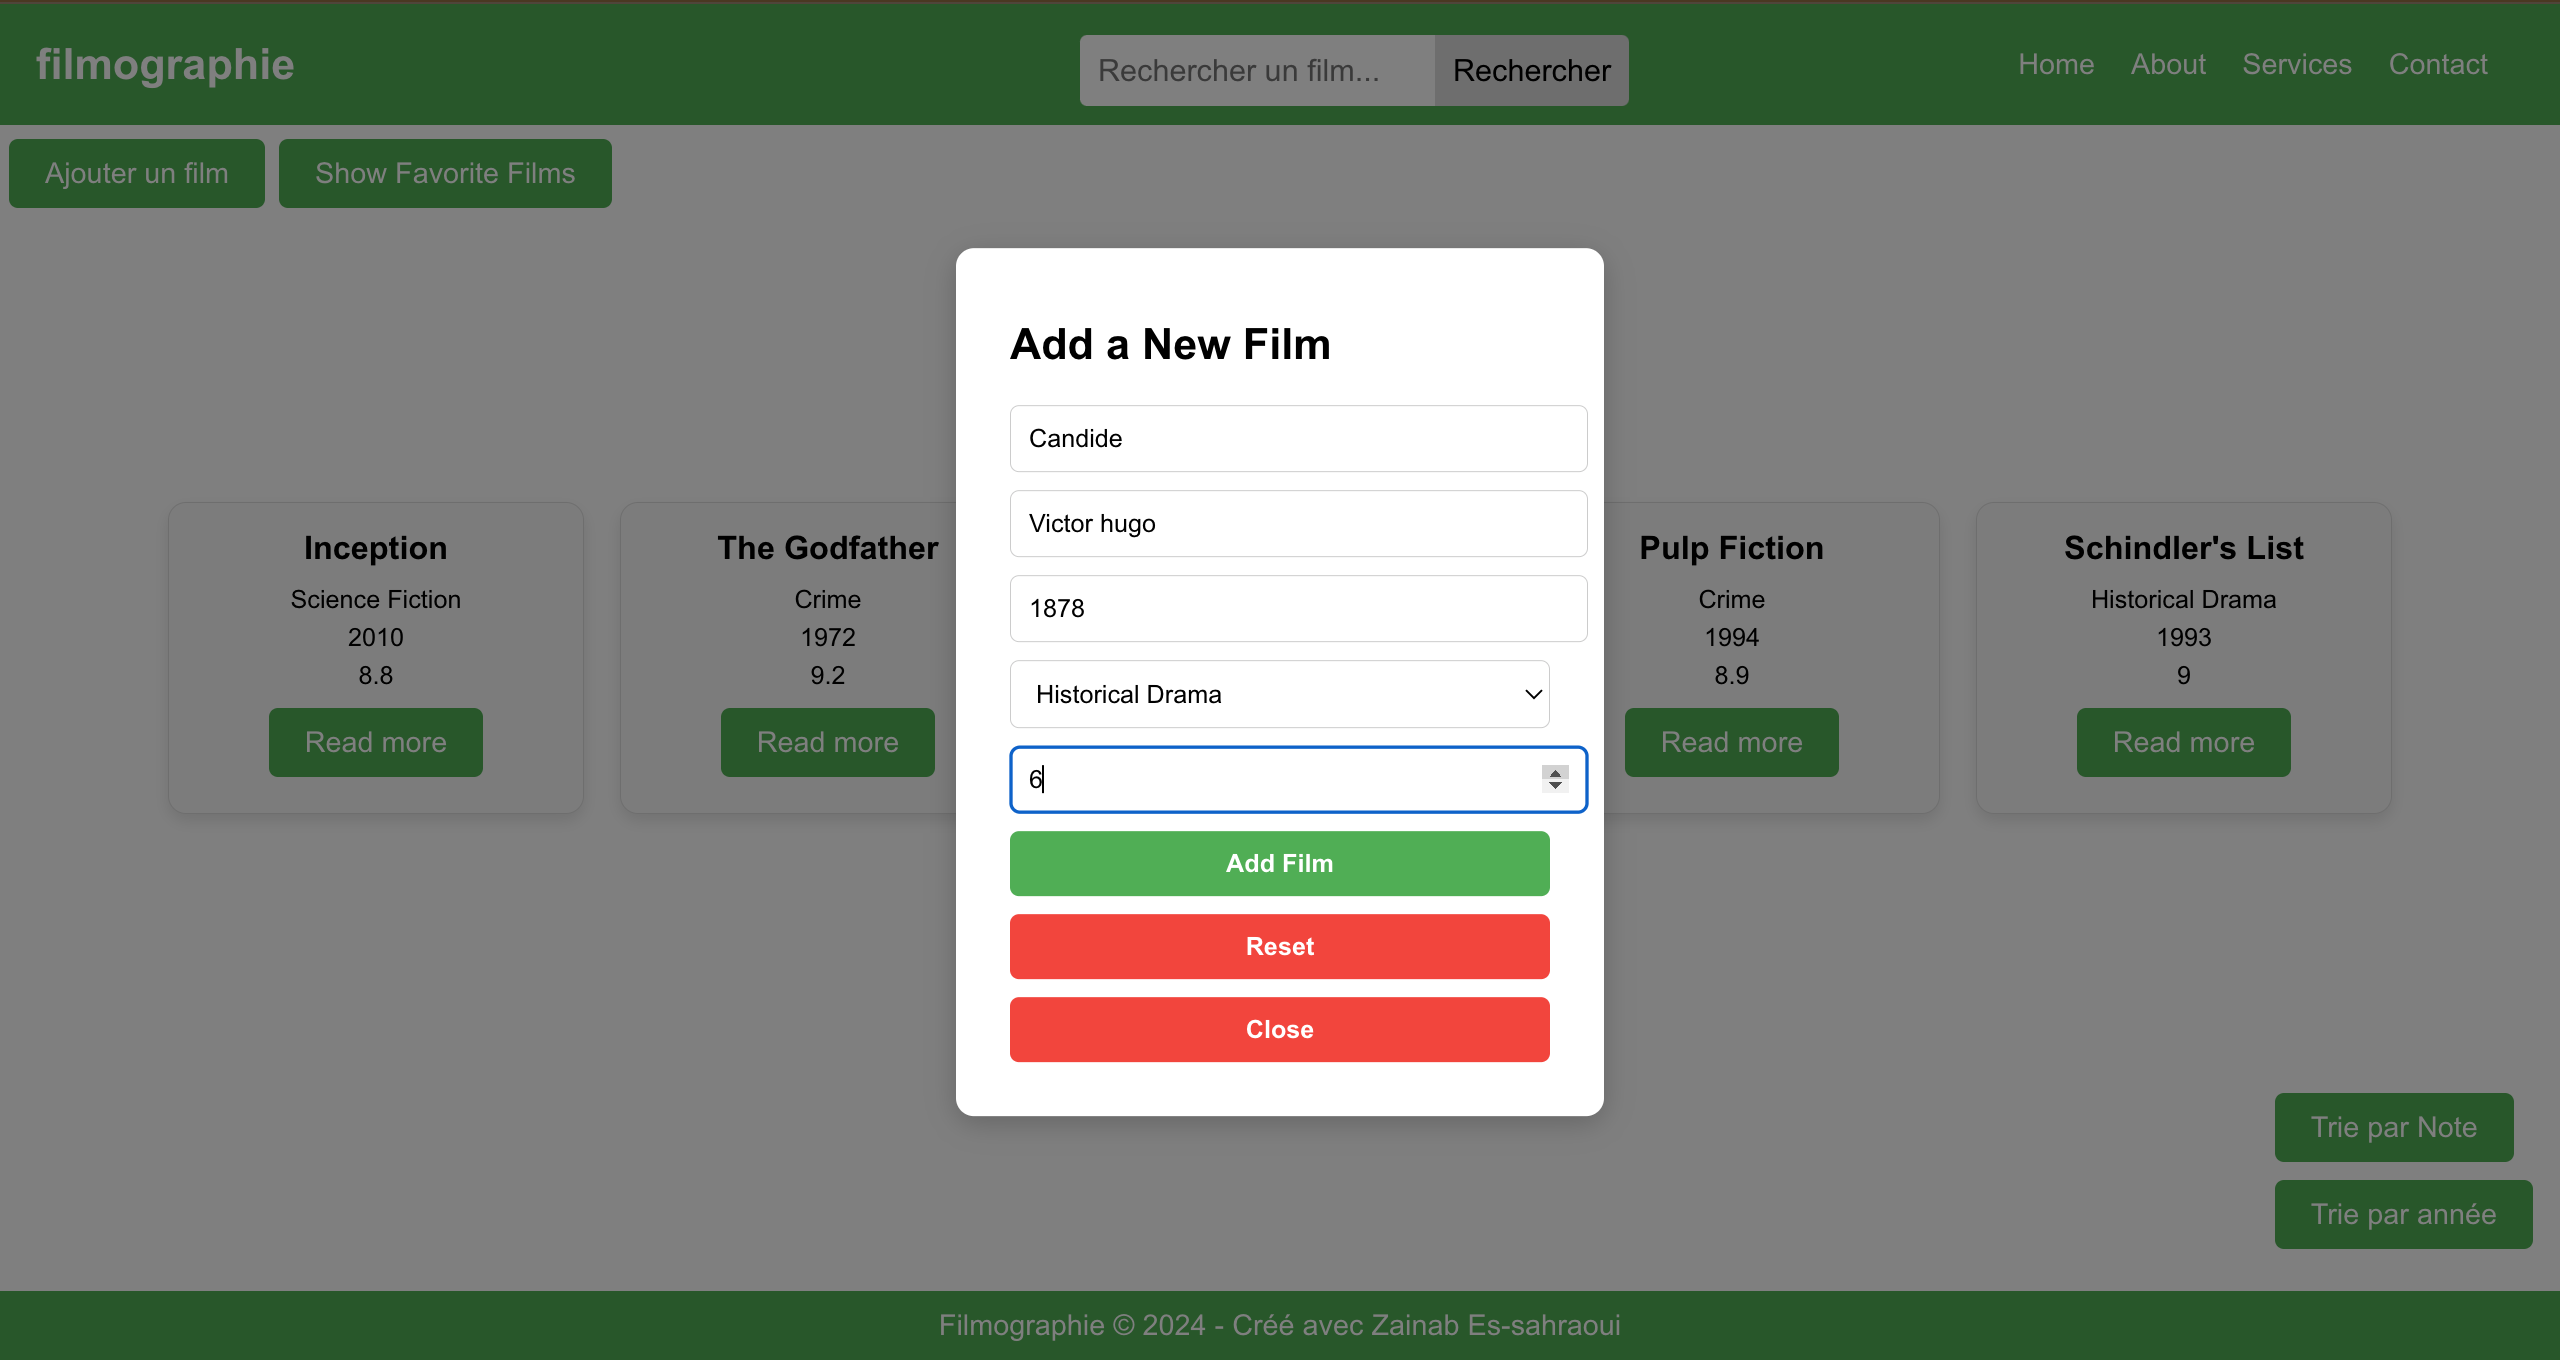 filmographie
Rechercher un film...
Rechercher
Home
About
Services
Contact
Ajouter un film
Show Favorite Films
Add a New Film
Candide
Victor hugo
1878
Historical Drama
6
Add Film
Reset
Close
Inception
Science Fiction
2010
8.8
Read more
The Godfather
Crime
1972
9.2
Read more
Pulp Fiction
Crime
1994
8.9
Read more
Schindler's List
Historical Drama
1993
9
Read more
Trie par Note
Trie par année
Filmographie © 2024 - Créé avec Zainab Es-sahraoui